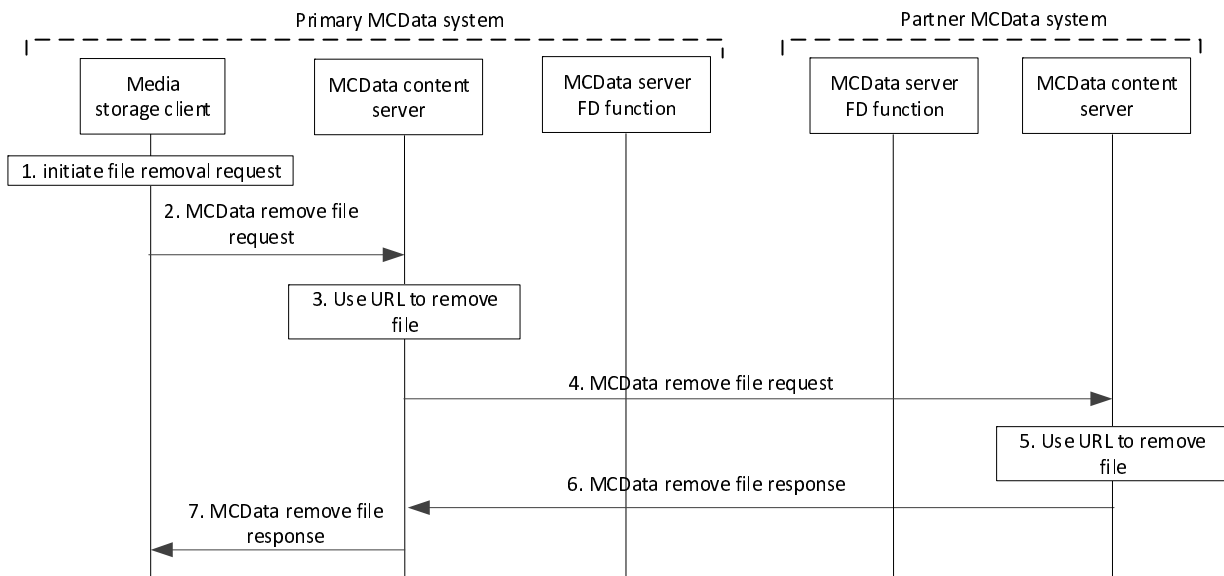 Primary MCData system
Partner MCData system
Media
storage client
MCData content
server
MCData server
FD function
MCData server
FD function
MCData content
server
1. initiate file removal request
2. MCData remove file
request
3. Use URL to remove
file
4. MCData remove file request
5. Use URL to remove
file
6. MCData remove file response
7. MCData remove file
response